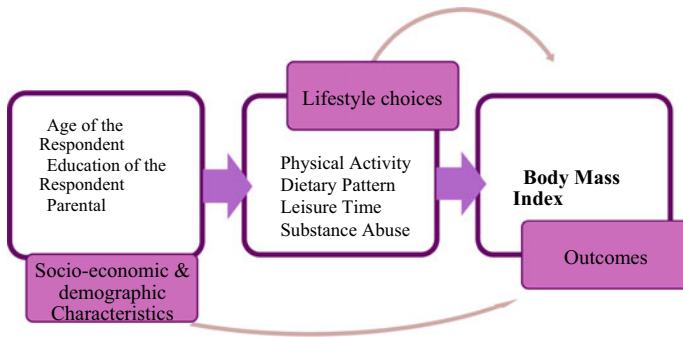 Age of the
Respondent
Education of the
Respondent
Parental
Socio-economic &
demographic
Characteristics
Lifestyle choices
Physical Activity
Dietary Pattern
Leisure Time
Substance Abuse
Body Mass
Index
Outcomes